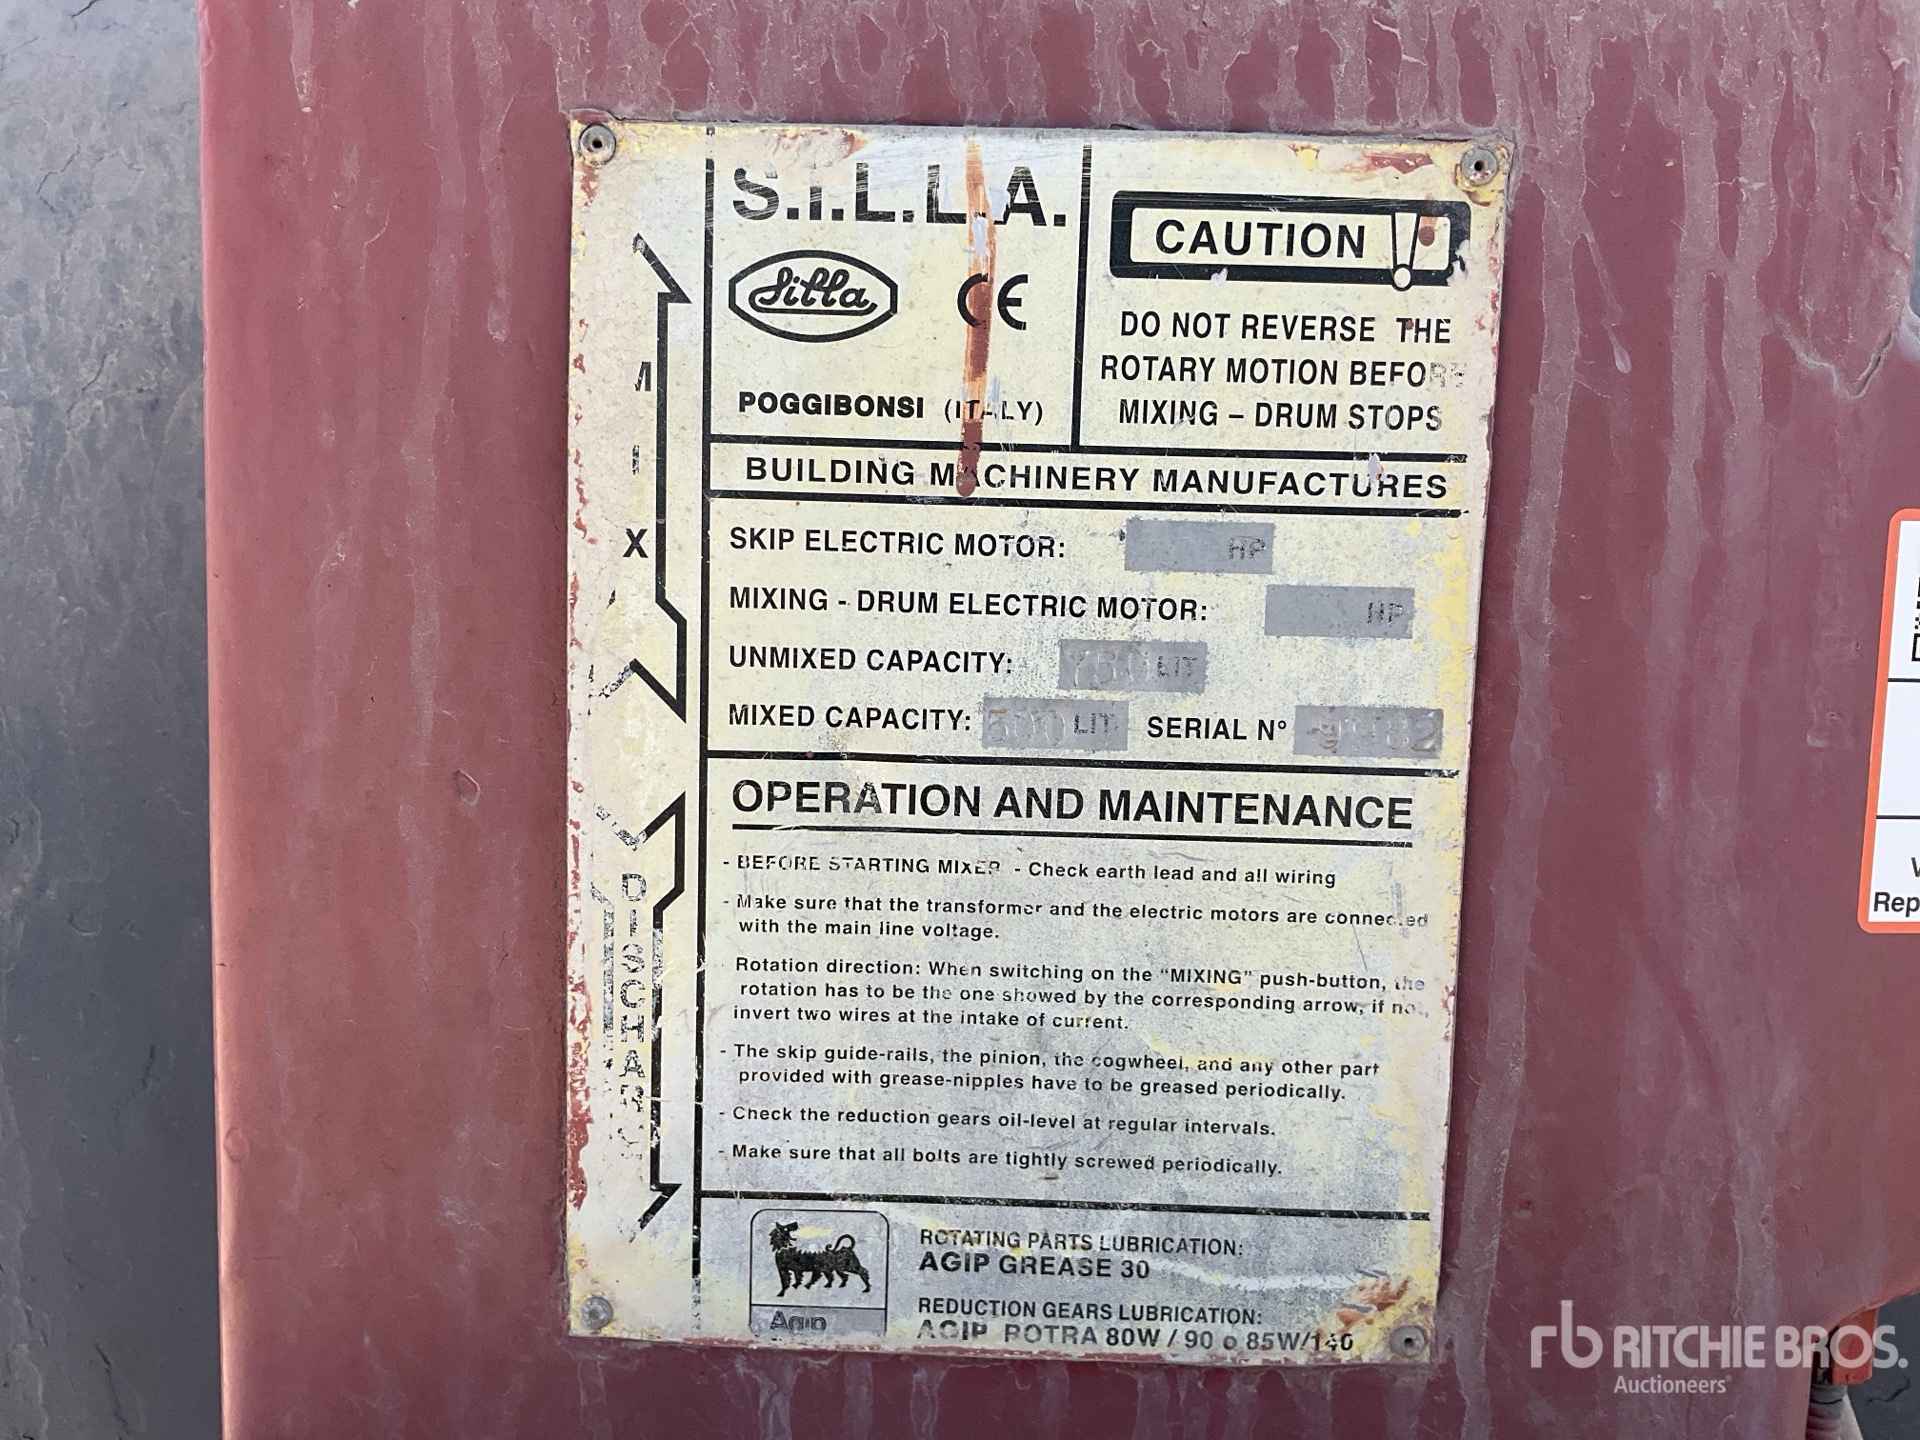 S.I.L.L.A.
Silla
CE
POGGIBONSI (ITALY)
CAUTION !
DO NOT REVERSE THE
ROTARY MOTION BEFORE
MIXING – DRUM STOPS
BUILDING MACHINERY MANUFACTURES
SKIP ELECTRIC MOTOR: HP
MIXING - DRUM ELECTRIC MOTOR: HP
UNMIXED CAPACITY: 750 LIT
MIXED CAPACITY: 500 LIT SERIAL N°
OPERATION AND MAINTENANCE
- BEFORE STARTING MIXER - Check earth lead and all wiring
- Make sure that the transformer and the electric motors are connected
with the main line voltage.
Rotation direction: When switching on the “MIXING” push-button, the
rotation has to be the one showed by the corresponding arrow, if not,
invert two wires at the intake of current.
- The skip guide-rails, the pinion, the cogwheel, and any other part
provided with grease-nipples have to be greased periodically.
- Check the reduction gears oil-level at regular intervals.
- Make sure that all bolts are tightly screwed periodically.
Agip
ROTATING PARTS LUBRICATION:
AGIP GREASE 30
REDUCTION GEARS LUBRICATION:
AGIP ROTRA 80W / 90 o 85W/140
M
I
X
DISCHAR
Rep
rb RITCHIE BROS.
Auctioneers